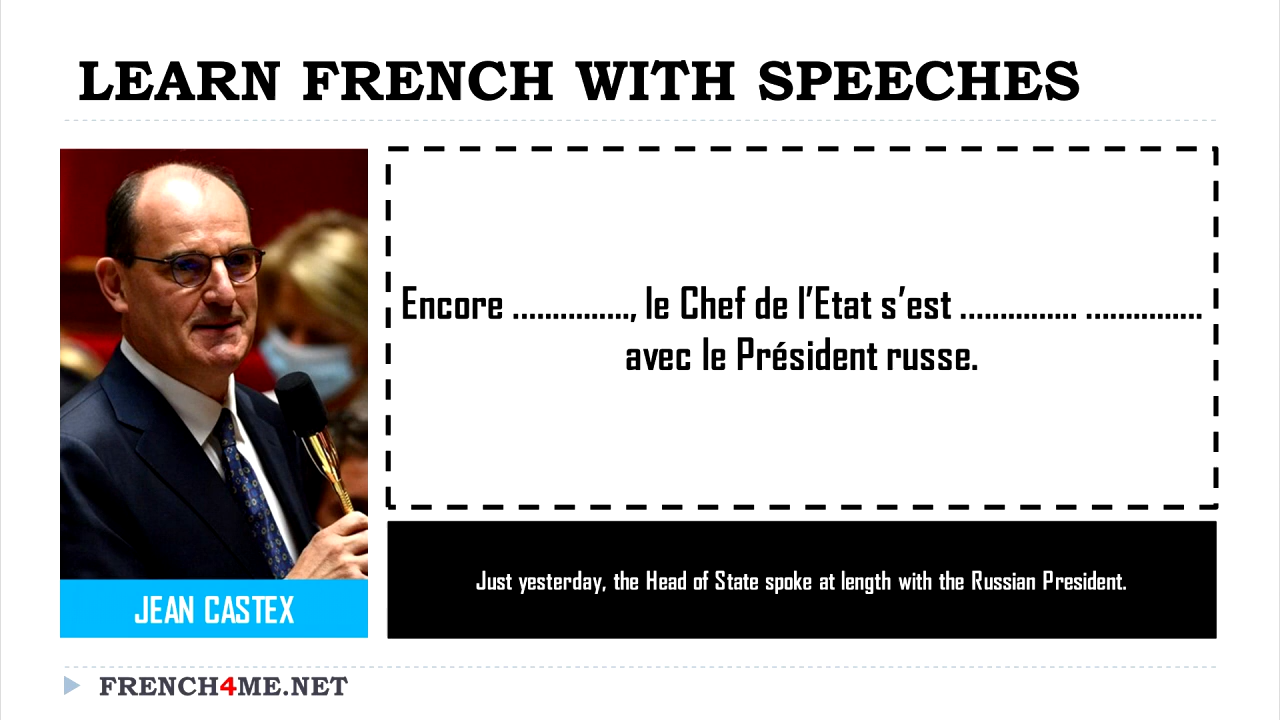 LEARN FRENCH WITH SPEECHES
Encore ..............., le Chef de l’Etat s’est ............... ...............
avec le Président russe.
Just yesterday, the Head of State spoke at length with the Russian President.
JEAN CASTEX
FRENCH4ME.NET